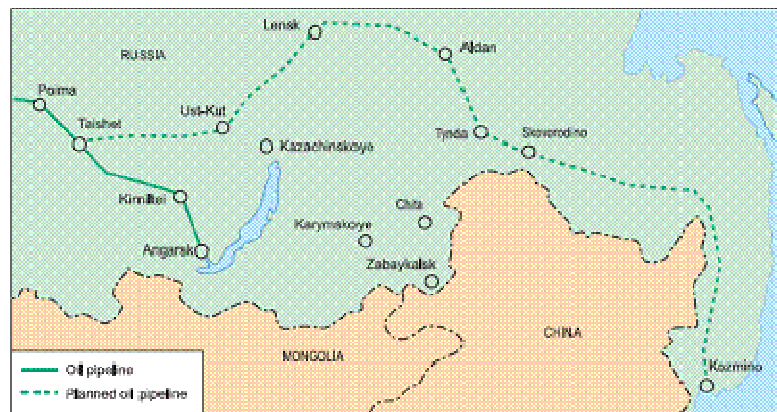 Lensk
Aldan
RUSSIA
Poima
Ust-Kut
Taishet
Tynda
Skovorodino
Kazachinskoye
Kimiltei
Chita
Karymskoye
Angarsk
Zabaykalsk
CHINA
MONGOLIA
Oil pipeline
Kozmino
Planned oil pipeline